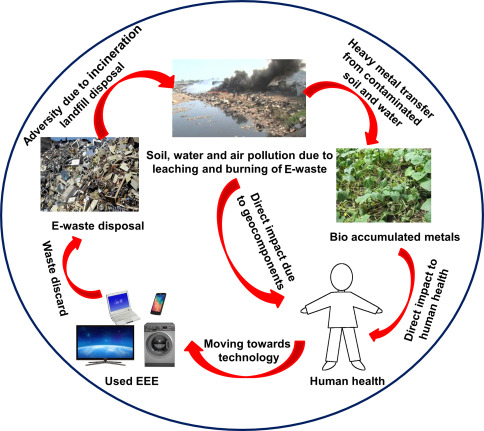 Adversity due to incineration
landfill disposal
Heavy metal transfer
from contaminated
soil and water
Soil, water and air pollution due to
leaching and burning of E-waste
E-waste disposal
Bio accumulated metals
Direct impact due
to geocomponents
Waste discard
Direct impact to
human health
Moving towards
technology
Used EEE
Human health